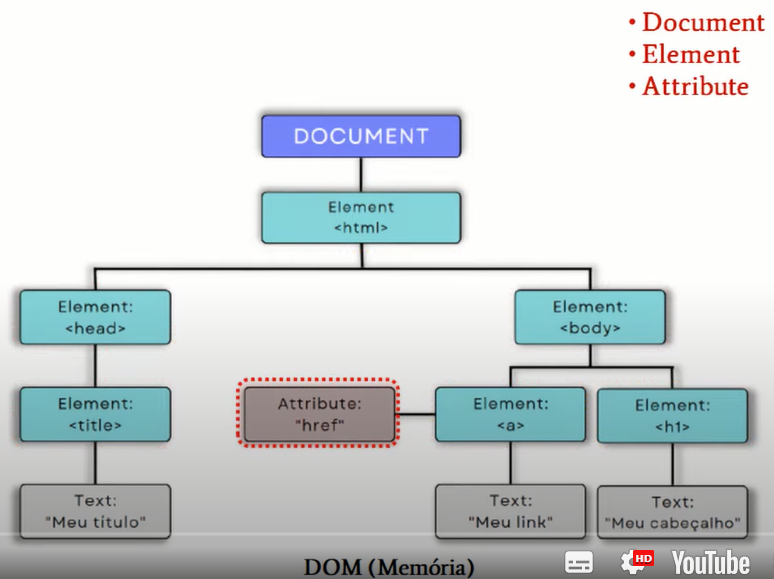 • Document
• Element
• Attribute
DOCUMENT
Element
<html>
Element:
<head>
Element:
<body>
Element:
<title>
Attribute:
"href"
Element:
<a>
Element:
<h1>
Text:
"Meu titulo"
Text:
"Meu link"
Text:
"Meu cabeçalho"
DOM (Memória)
HD
YouTube